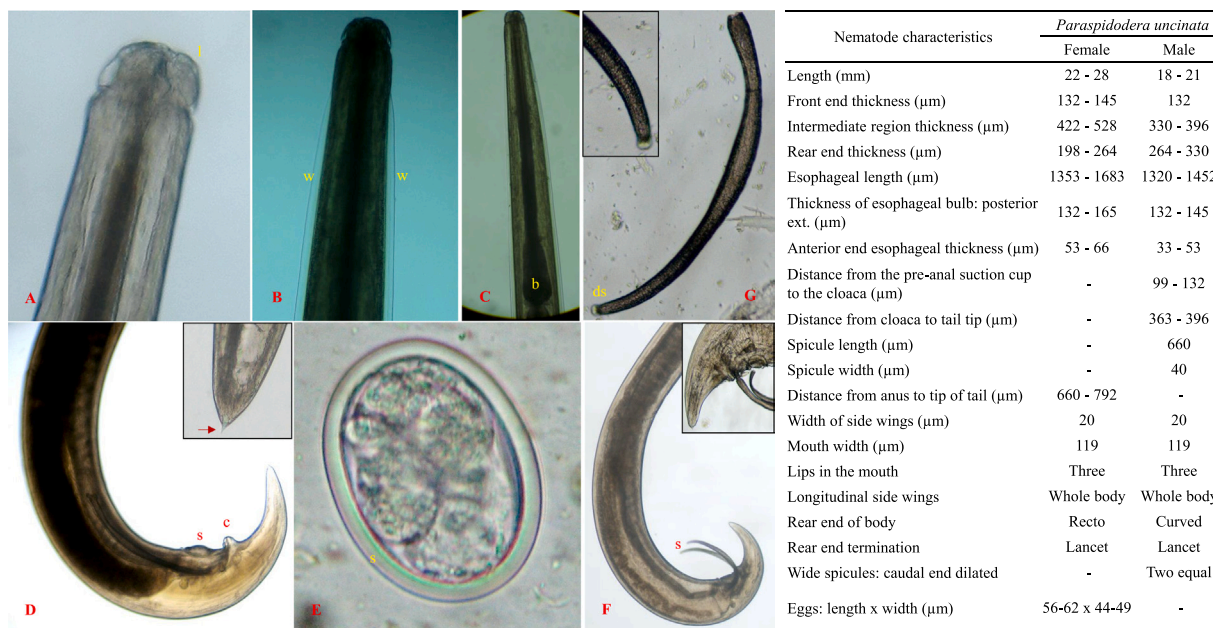 l
A
w
w
B
b
C
ds
G
s
c
D
s
E
s
F
Nematode characteristics
Paraspidodera uncinata
Female Male
Length (mm) 22 - 28 18 - 21
Front end thickness (µm) 132 - 145 132
Intermediate region thickness (µm) 422 - 528 330 - 396
Rear end thickness (µm) 198 - 264 264 - 330
Esophageal length (µm) 1353 - 1683 1320 - 1452
Thickness of esophageal bulb: posterior
ext. (µm) 132 - 165 132 - 145
Anterior end esophageal thickness (µm) 53 - 66 33 - 53
Distance from the pre-anal suction cup
to the cloaca (µm) - 99 - 132
Distance from cloaca to tail tip (µm) - 363 - 396
Spicule length (µm) - 660
Spicule width (µm) - 40
Distance from anus to tip of tail (µm) 660 - 792 -
Width of side wings (µm) 20 20
Mouth width (µm) 119 119
Lips in the mouth Three Three
Longitudinal side wings Whole body Whole body
Rear end of body Recto Curved
Rear end termination Lancet Lancet
Wide spicules: caudal end dilated - Two equal
Eggs: length x width (µm) 56-62 x 44-49 -